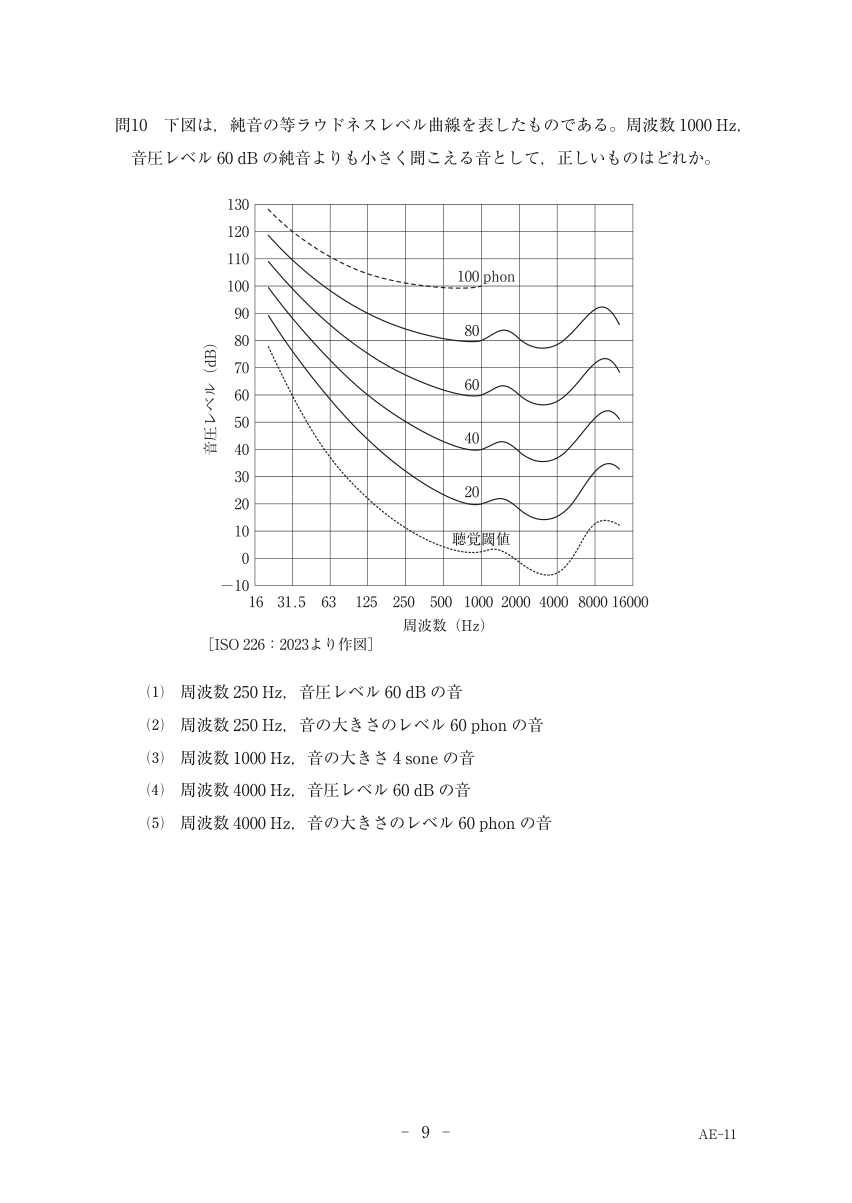 問10　下図は，純音の等ラウドネスレベル曲線を表したものである。周波数 1000 Hz,
音圧レベル 60 dB の純音よりも小さく聞こえる音として，正しいものはどれか。
130
120
110
100
90
80
70
60
50
40
30
20
10
0
−10
音圧レベル（dB）
100 phon
80
60
40
20
聴覚閾値
16 31.5 63 125 250 500 1000 2000 4000 8000 16000
周波数（Hz）
［ISO 226：2023より作図］
⑴　周波数 250 Hz，音圧レベル 60 dB の音
⑵　周波数 250 Hz，音の大きさのレベル 60 phon の音
⑶　周波数 1000 Hz，音の大きさ 4 sone の音
⑷　周波数 4000 Hz，音圧レベル 60 dB の音
⑸　周波数 4000 Hz，音の大きさのレベル 60 phon の音
- 9 -
AE-11